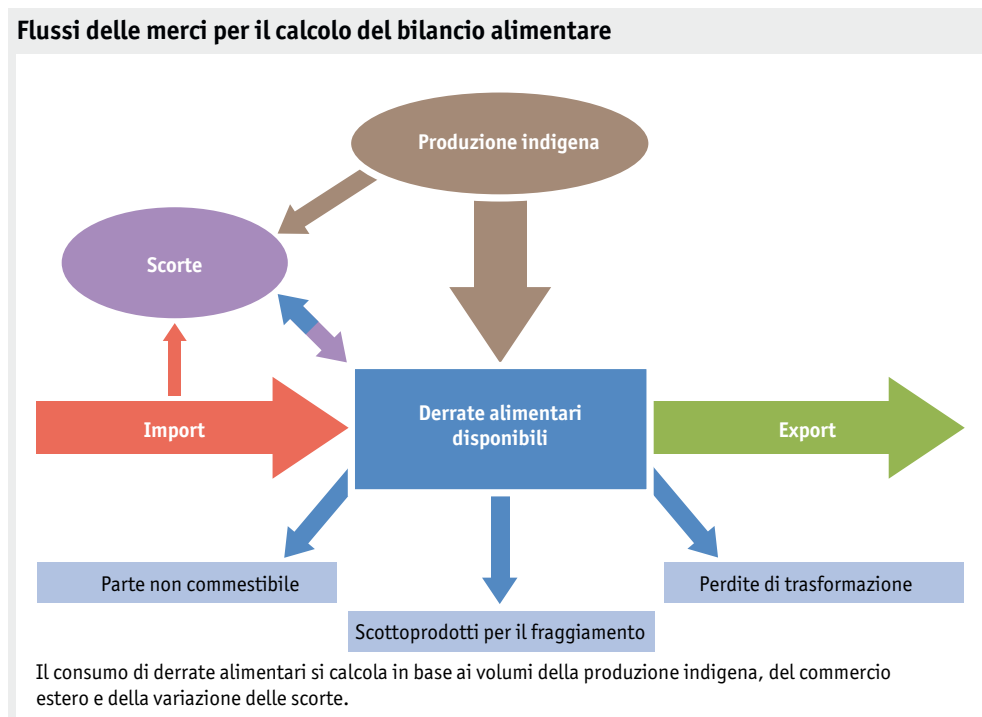 Flussi delle merci per il calcolo del bilancio alimentare
Produzione indigena
Scorte
Import
Derrate alimentari
disponibili
Export
Parte non commestibile
Scottoprodotti per il fraggiamento
Perdite di trasformazione
Il consumo di derrate alimentari si calcola in base ai volumi della produzione indigena, del commercio
estero e della variazione delle scorte.